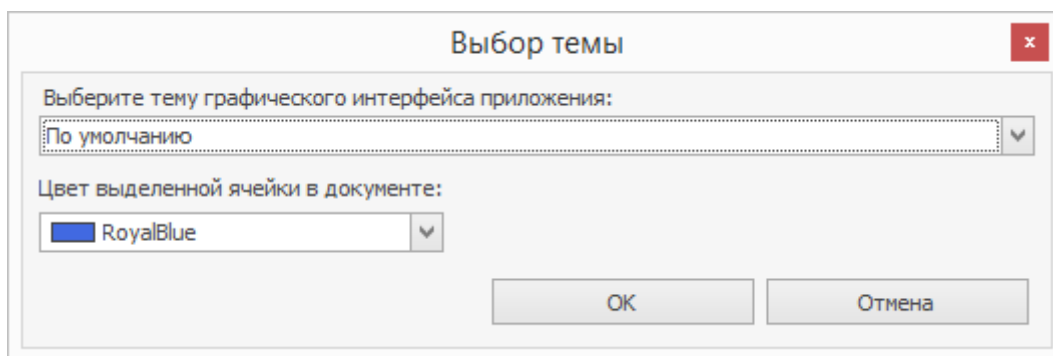 Выбор темы
x
Выберите тему графического интерфейса приложения:
По умолчанию
Цвет выделенной ячейки в документе:
RoyalBlue
OK
Отмена